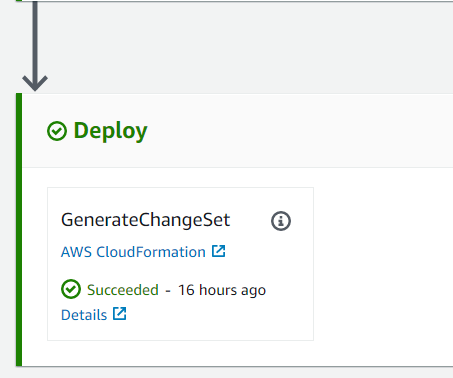 Deploy
GenerateChangeSet
AWS CloudFormation
Succeeded - 16 hours ago
Details